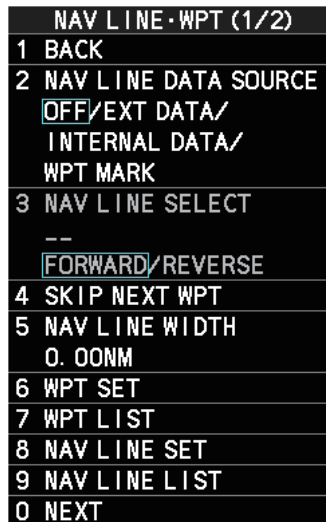 NAV LINE·WPT (1/2)
1 BACK
2 NAV LINE DATA SOURCE
OFF/EXT DATA/
INTERNAL DATA/
WPT MARK
3 NAV LINE SELECT
--
FORWARD/REVERSE
4 SKIP NEXT WPT
5 NAV LINE WIDTH
0.00NM
6 WPT SET
7 WPT LIST
8 NAV LINE SET
9 NAV LINE LIST
0 NEXT